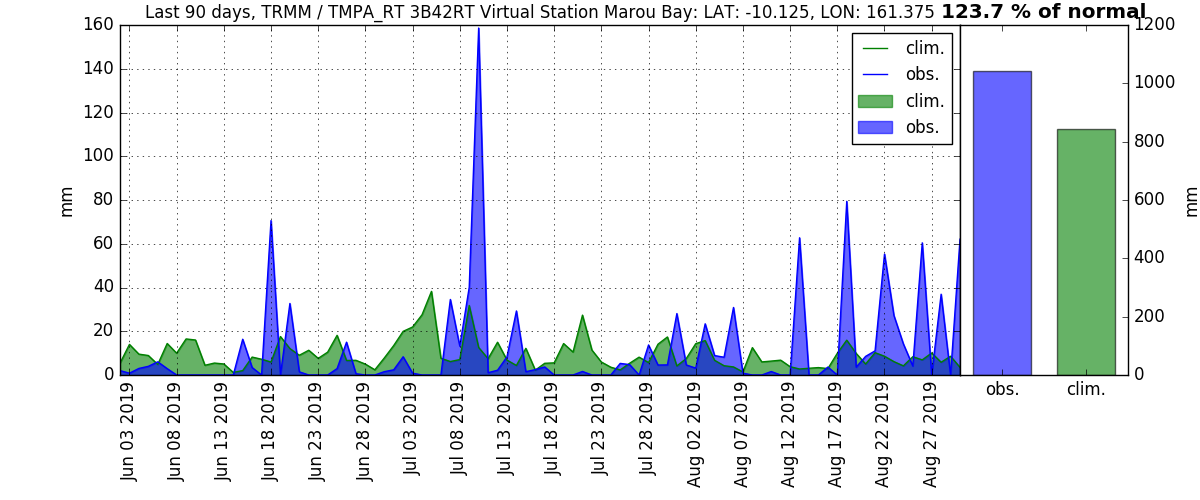 Last 90 days, TRMM / TMPA_RT 3B42RT Virtual Station Marou Bay: LAT: -10.125, LON: 161.375 123.7 % of normal
160
140
120
100
80
60
40
20
0
mm
clim.
obs.
clim.
obs.
1200
1000
800
600
400
200
0
mm
Jun 03 2019
Jun 08 2019
Jun 13 2019
Jun 18 2019
Jun 23 2019
Jun 28 2019
Jul 03 2019
Jul 08 2019
Jul 13 2019
Jul 18 2019
Jul 23 2019
Jul 28 2019
Aug 02 2019
Aug 07 2019
Aug 12 2019
Aug 17 2019
Aug 22 2019
Aug 27 2019
obs.
clim.